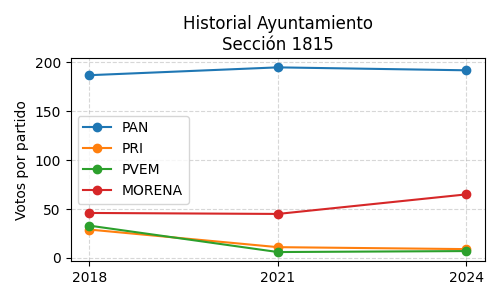 Historial Ayuntamiento
Sección 1815
Votos por partido
200
150
100
50
0
PAN
PRI
PVEM
MORENA
2018
2021
2024